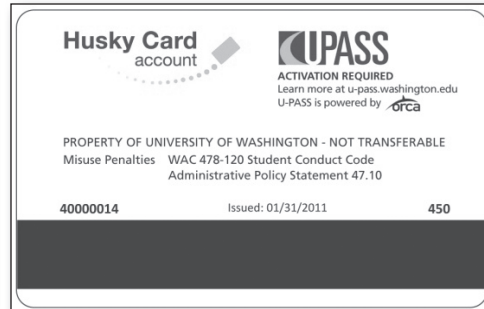 Husky Card
account
UPASS
ACTIVATION REQUIRED
Learn more at u-pass.washington.edu
U-PASS is powered by orca
PROPERTY OF UNIVERSITY OF WASHINGTON - NOT TRANSFERABLE
Misuse Penalties WAC 478-120 Student Conduct Code
Administrative Policy Statement 47.10
40000014 Issued: 01/31/2011 450